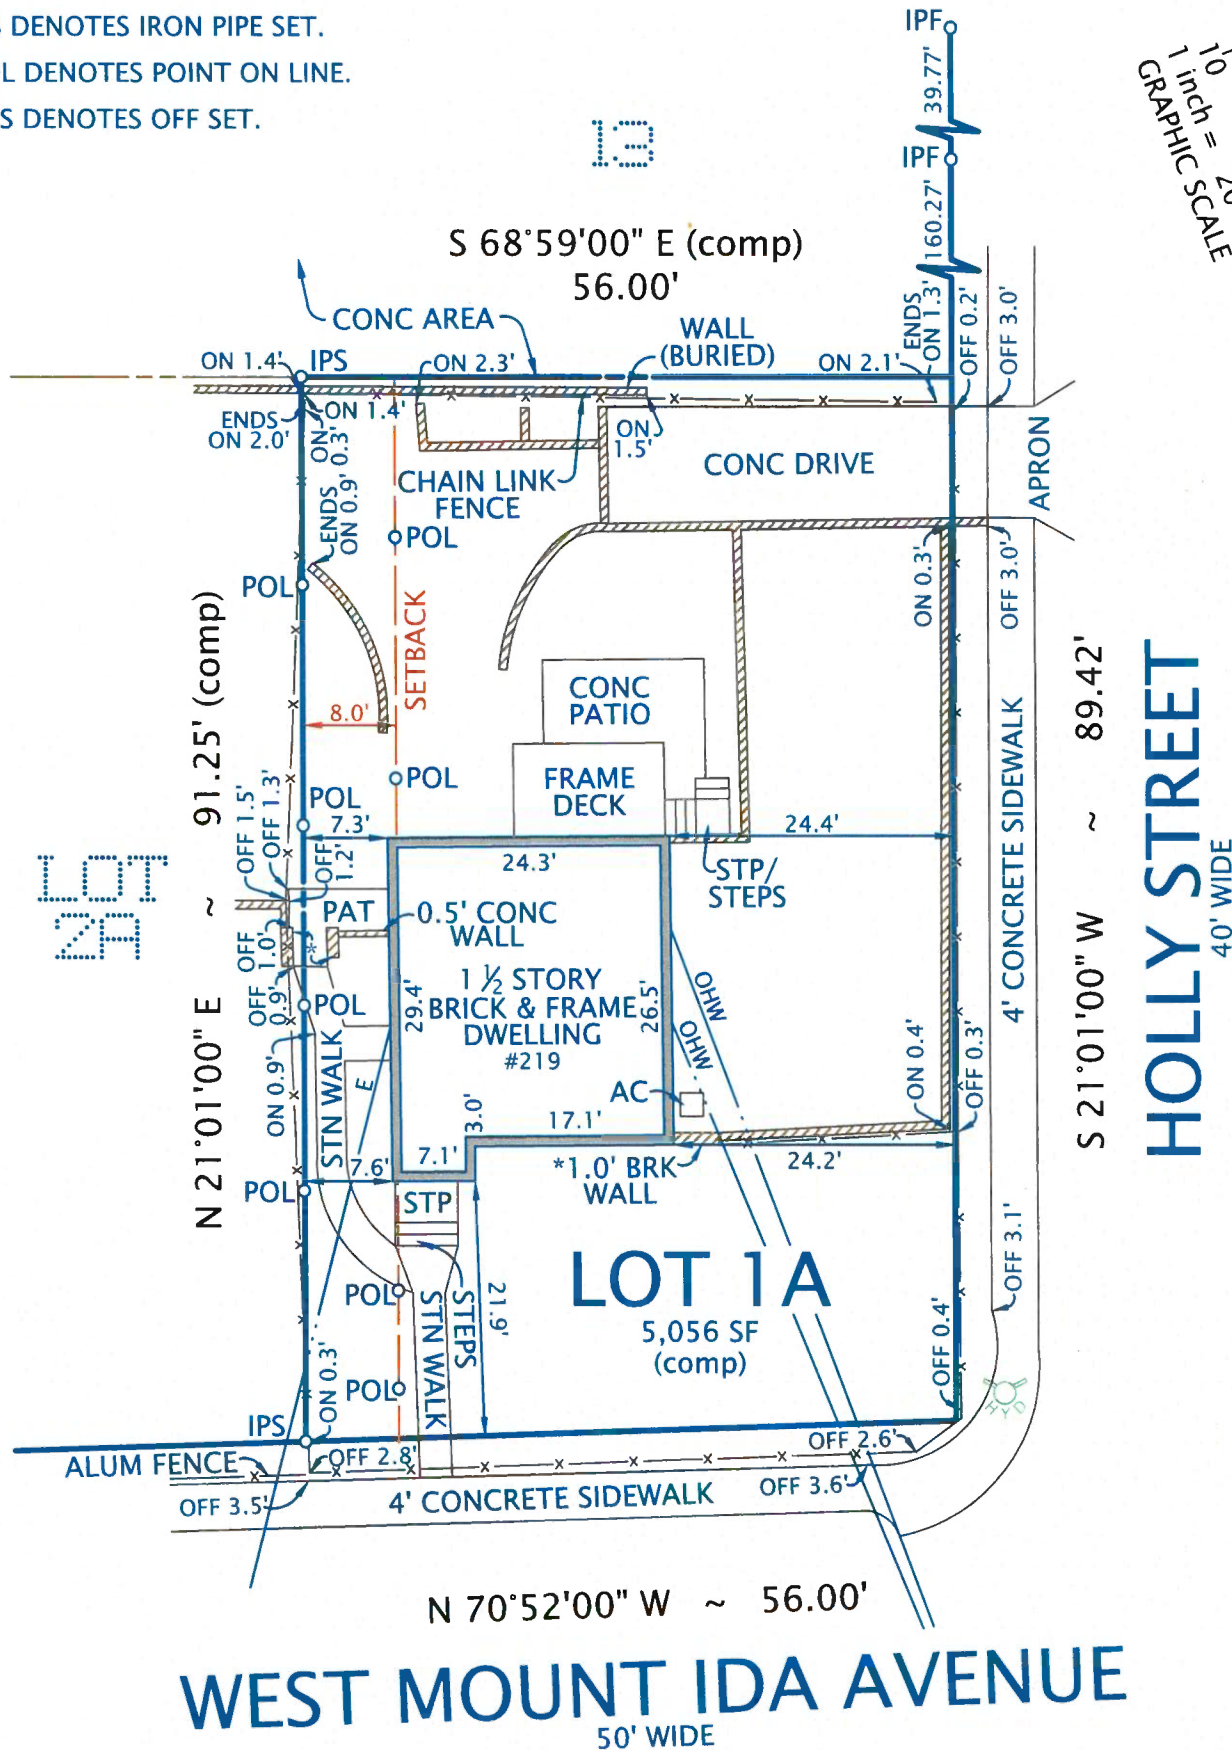 DENOTES IRON PIPE SET.
L DENOTES POINT ON LINE.
S DENOTES OFF SET.
10
1 inch = 20
GRAPHIC SCALE
IPF
39.77'
IPF
160.27'
13
S 68°59'00" E (comp)
56.00'
CONC AREA
WALL
(BURIED)
ENDS
ON 1.3'
OFF 0.2'
OFF 3.0'
ON 1.4'
IPS
ON 2.3'
ON 2.1'
ENDS
ON 2.0'
ON 1.4'
ON
0.3'
ON
1.5'
CONC DRIVE
APRON
CHAIN LINK
FENCE
ENDS
ON 0.9'
POL
POL
ON 0.3'
OFF 3.0'
SETBACK
8.0'
CONC
PATIO
FRAME
DECK
POL
POL
7.3'
24.3'
24.4'
STP/
STEPS
N 21°01'00" E ~ 91.25' (comp)
LOT
2A
OFF 1.5'
OFF 1.3'
OFF
1.2'
PAT
0.5' CONC
WALL
OFF
1.0'
*
OFF
0.9'
POL
1 ½ STORY
BRICK & FRAME
DWELLING
#219
29.4'
26.5'
OHW
OHW
AC
4' CONCRETE SIDEWALK
S 21°01'00" W ~ 89.42'
HOLLY STREET
40' WIDE
ON 0.9'
STN WALK
E
3.0'
17.1'
7.1'
7.6'
POL
ON 0.4'
OFF 0.3'
*1.0' BRK
WALL
24.2'
STP
STEPS
21.9'
LOT 1A
5,056 SF
(comp)
OFF 3.1'
POL
POL
STN WALK
OFF 0.4'
HYD
IPS
ON 0.3'
ALUM FENCE
OFF 2.8'
OFF 2.6'
OFF 3.5'
4' CONCRETE SIDEWALK
OFF 3.6'
N 70°52'00" W ~ 56.00'
WEST MOUNT IDA AVENUE
50' WIDE